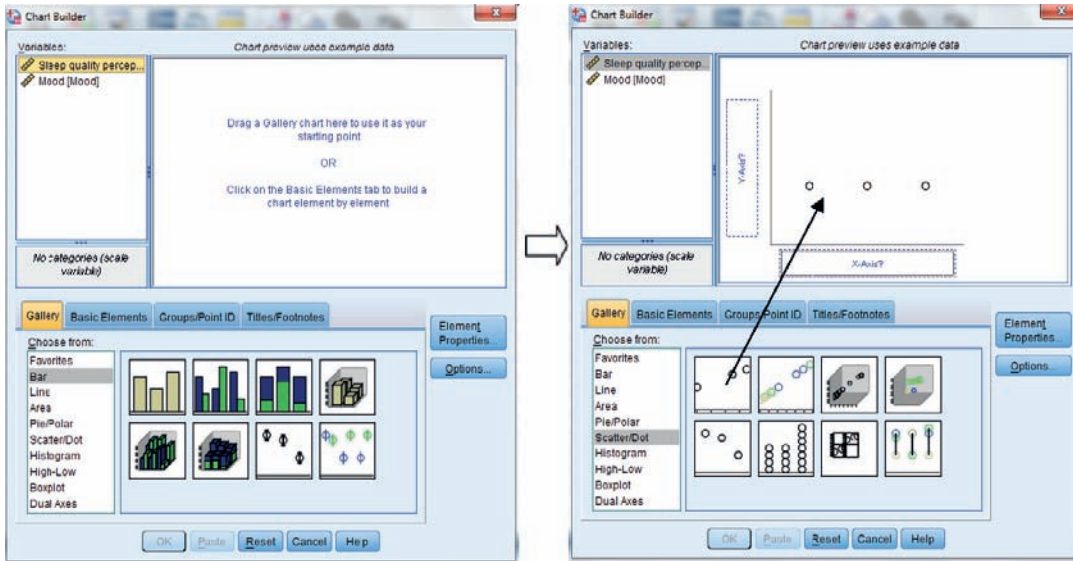 Chart Builder
Variables:
Chart preview uses example data
Sleep quality percep...
Mood [Mood]
Drag a Gallery chart here to use it as your
starting point
OR
Click on the Basic Elements tab to build a
chart element by element
No categories (scale
variable)
Gallery Basic Elements Groups/Point ID Titles/Footnotes
Choose from:
Favorites
Bar
Line
Area
Pie/Polar
Scatter/Dot
Histogram
High-Low
Boxplot
Dual Axes
Element
Properties...
Options...
OK Paste Reset Cancel Help
Chart Builder
Variables:
Chart preview uses example data
Sleep quality percep...
Mood [Mood]
Y-Axis?
X-Axis?
No categories (scale
variable)
Gallery Basic Elements Groups/Point ID Titles/Footnotes
Choose from:
Favorites
Bar
Line
Area
Pie/Polar
Scatter/Dot
Histogram
High-Low
Boxplot
Dual Axes
Element
Properties...
Options...
OK Paste Reset Cancel Help